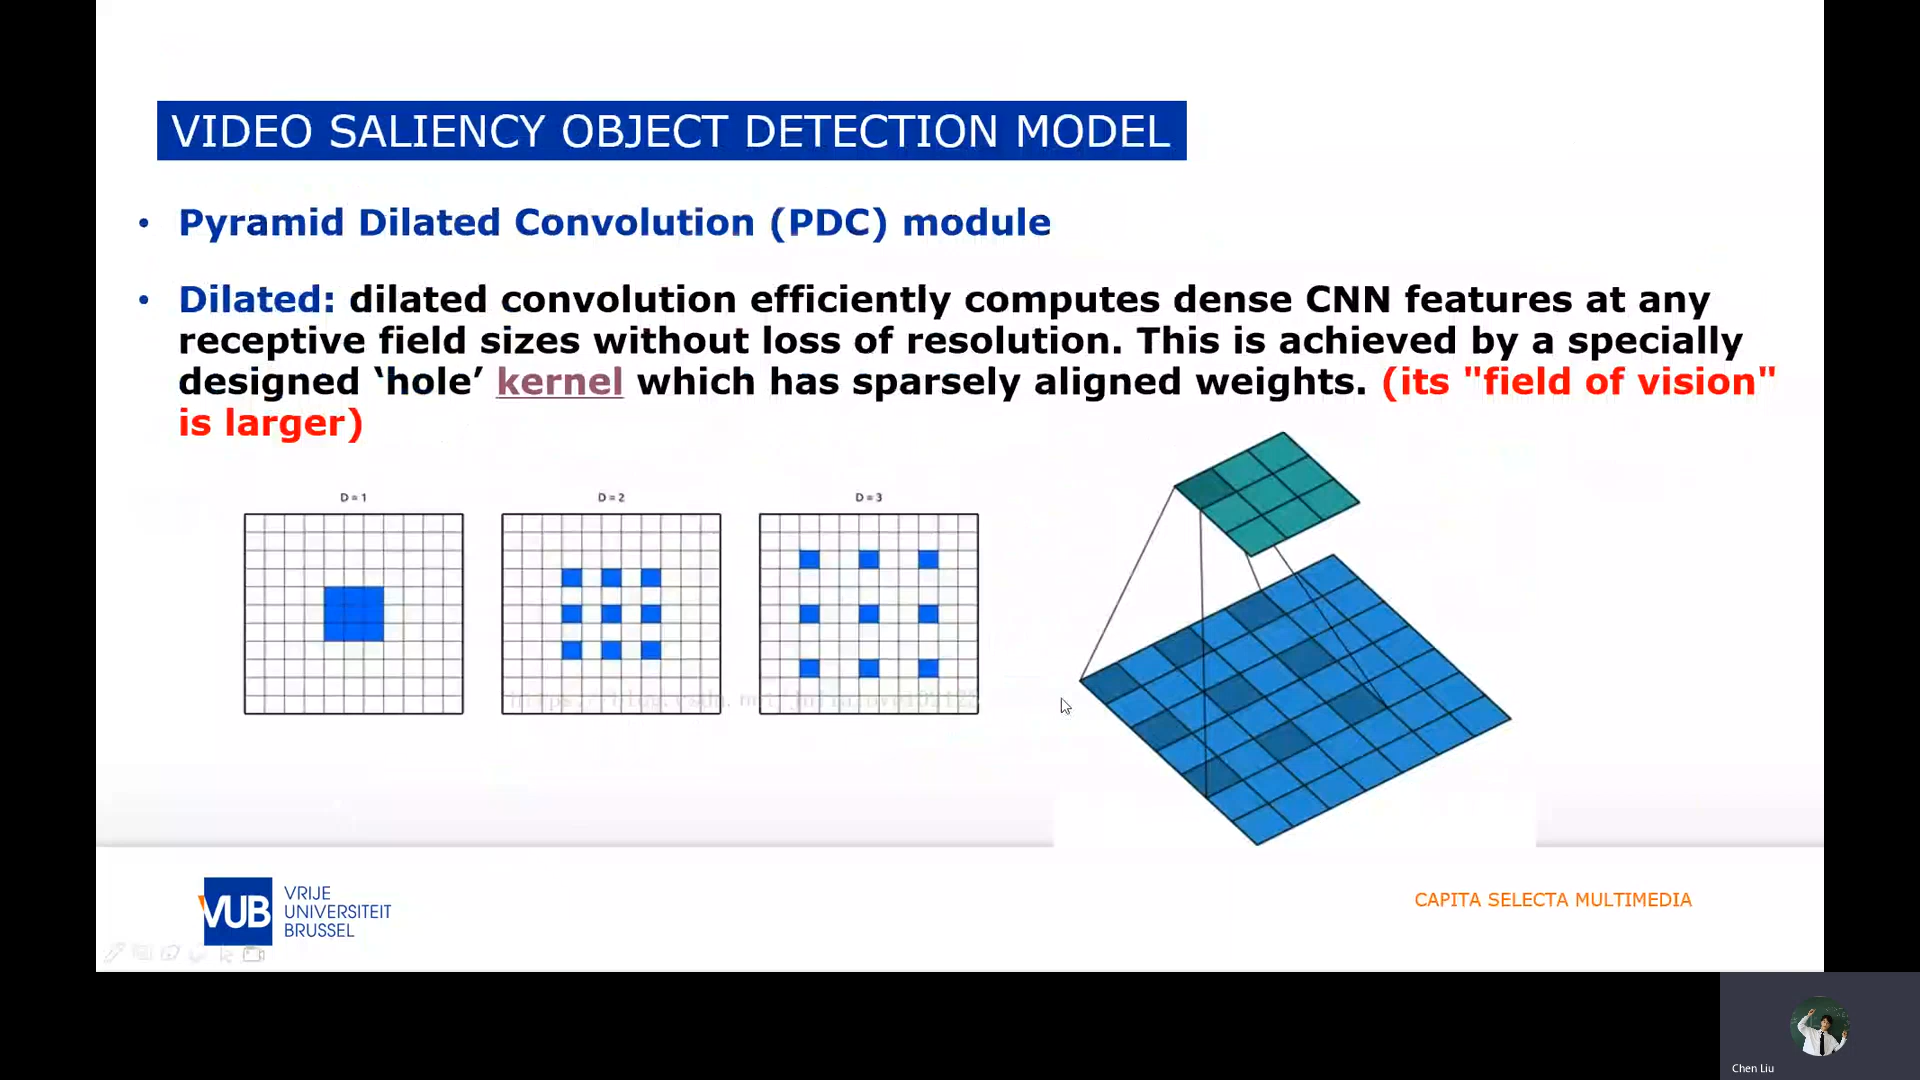 VIDEO SALIENCY OBJECT DETECTION MODEL
• Pyramid Dilated Convolution (PDC) module
• Dilated: dilated convolution efficiently computes dense CNN features at any
receptive field sizes without loss of resolution. This is achieved by a specially
designed ‘hole’ kernel which has sparsely aligned weights. (its "field of vision"
is larger)
D=1 D=2 D=3
VUB
VRIJE
UNIVERSITEIT
BRUSSEL
CAPITA SELECTA MULTIMEDIA
Chen Liu